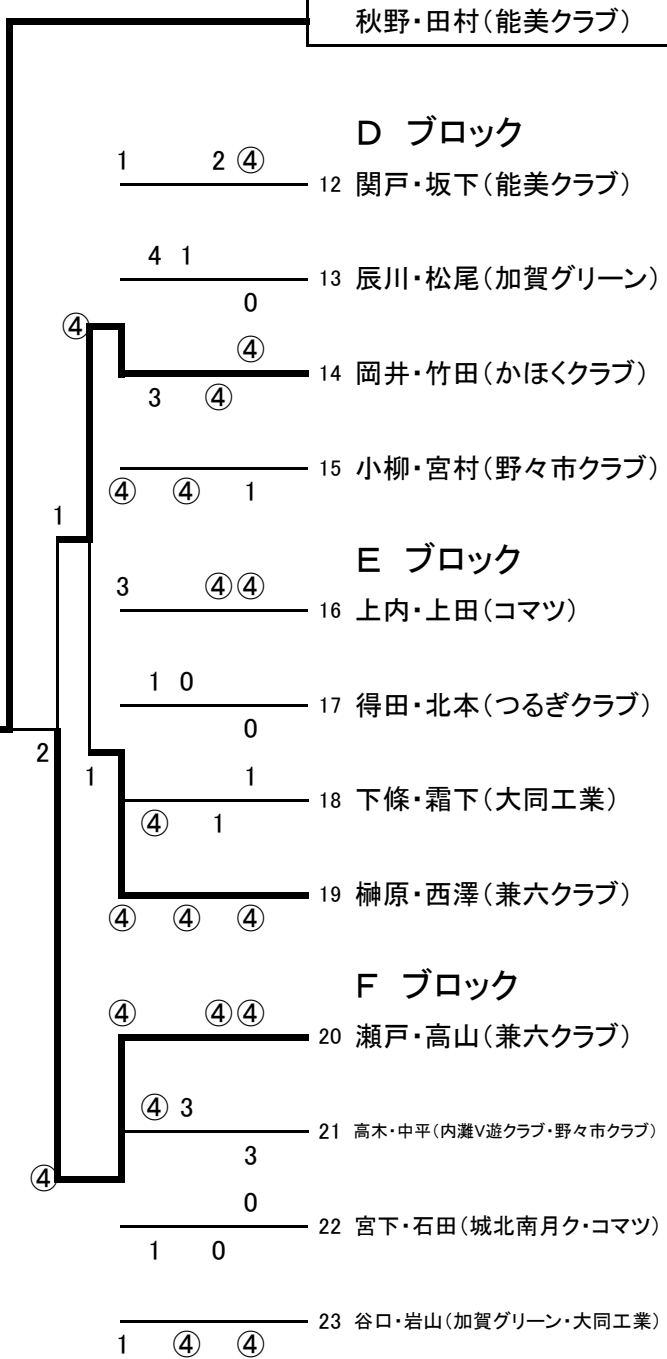 秋野・田村(能美クラブ)
D ブロック
1 2 ④
12 関戸・坂下(能美クラブ)
4 1
13 辰川・松尾(加賀グリーン)
0
④
④
14 岡井・竹田(かほくクラブ)
3 ④
15 小柳・宮村(野々市クラブ)
④ ④ 1
1
E ブロック
3 ④④
16 上内・上田(コマツ)
1 0
17 得田・北本(つるぎクラブ)
0
2
1 1
18 下條・霜下(大同工業)
④ 1
19 榊原・西澤(兼六クラブ)
④ ④ ④
F ブロック
④ ④④
20 瀬戸・高山(兼六クラブ)
④ 3
21 高木・中平(内灘V遊クラブ・野々市クラブ)
3
④
0
22 宮下・石田(城北南月ク・コマツ)
1 0
23 谷口・岩山(加賀グリーン・大同工業)
1 ④ ④